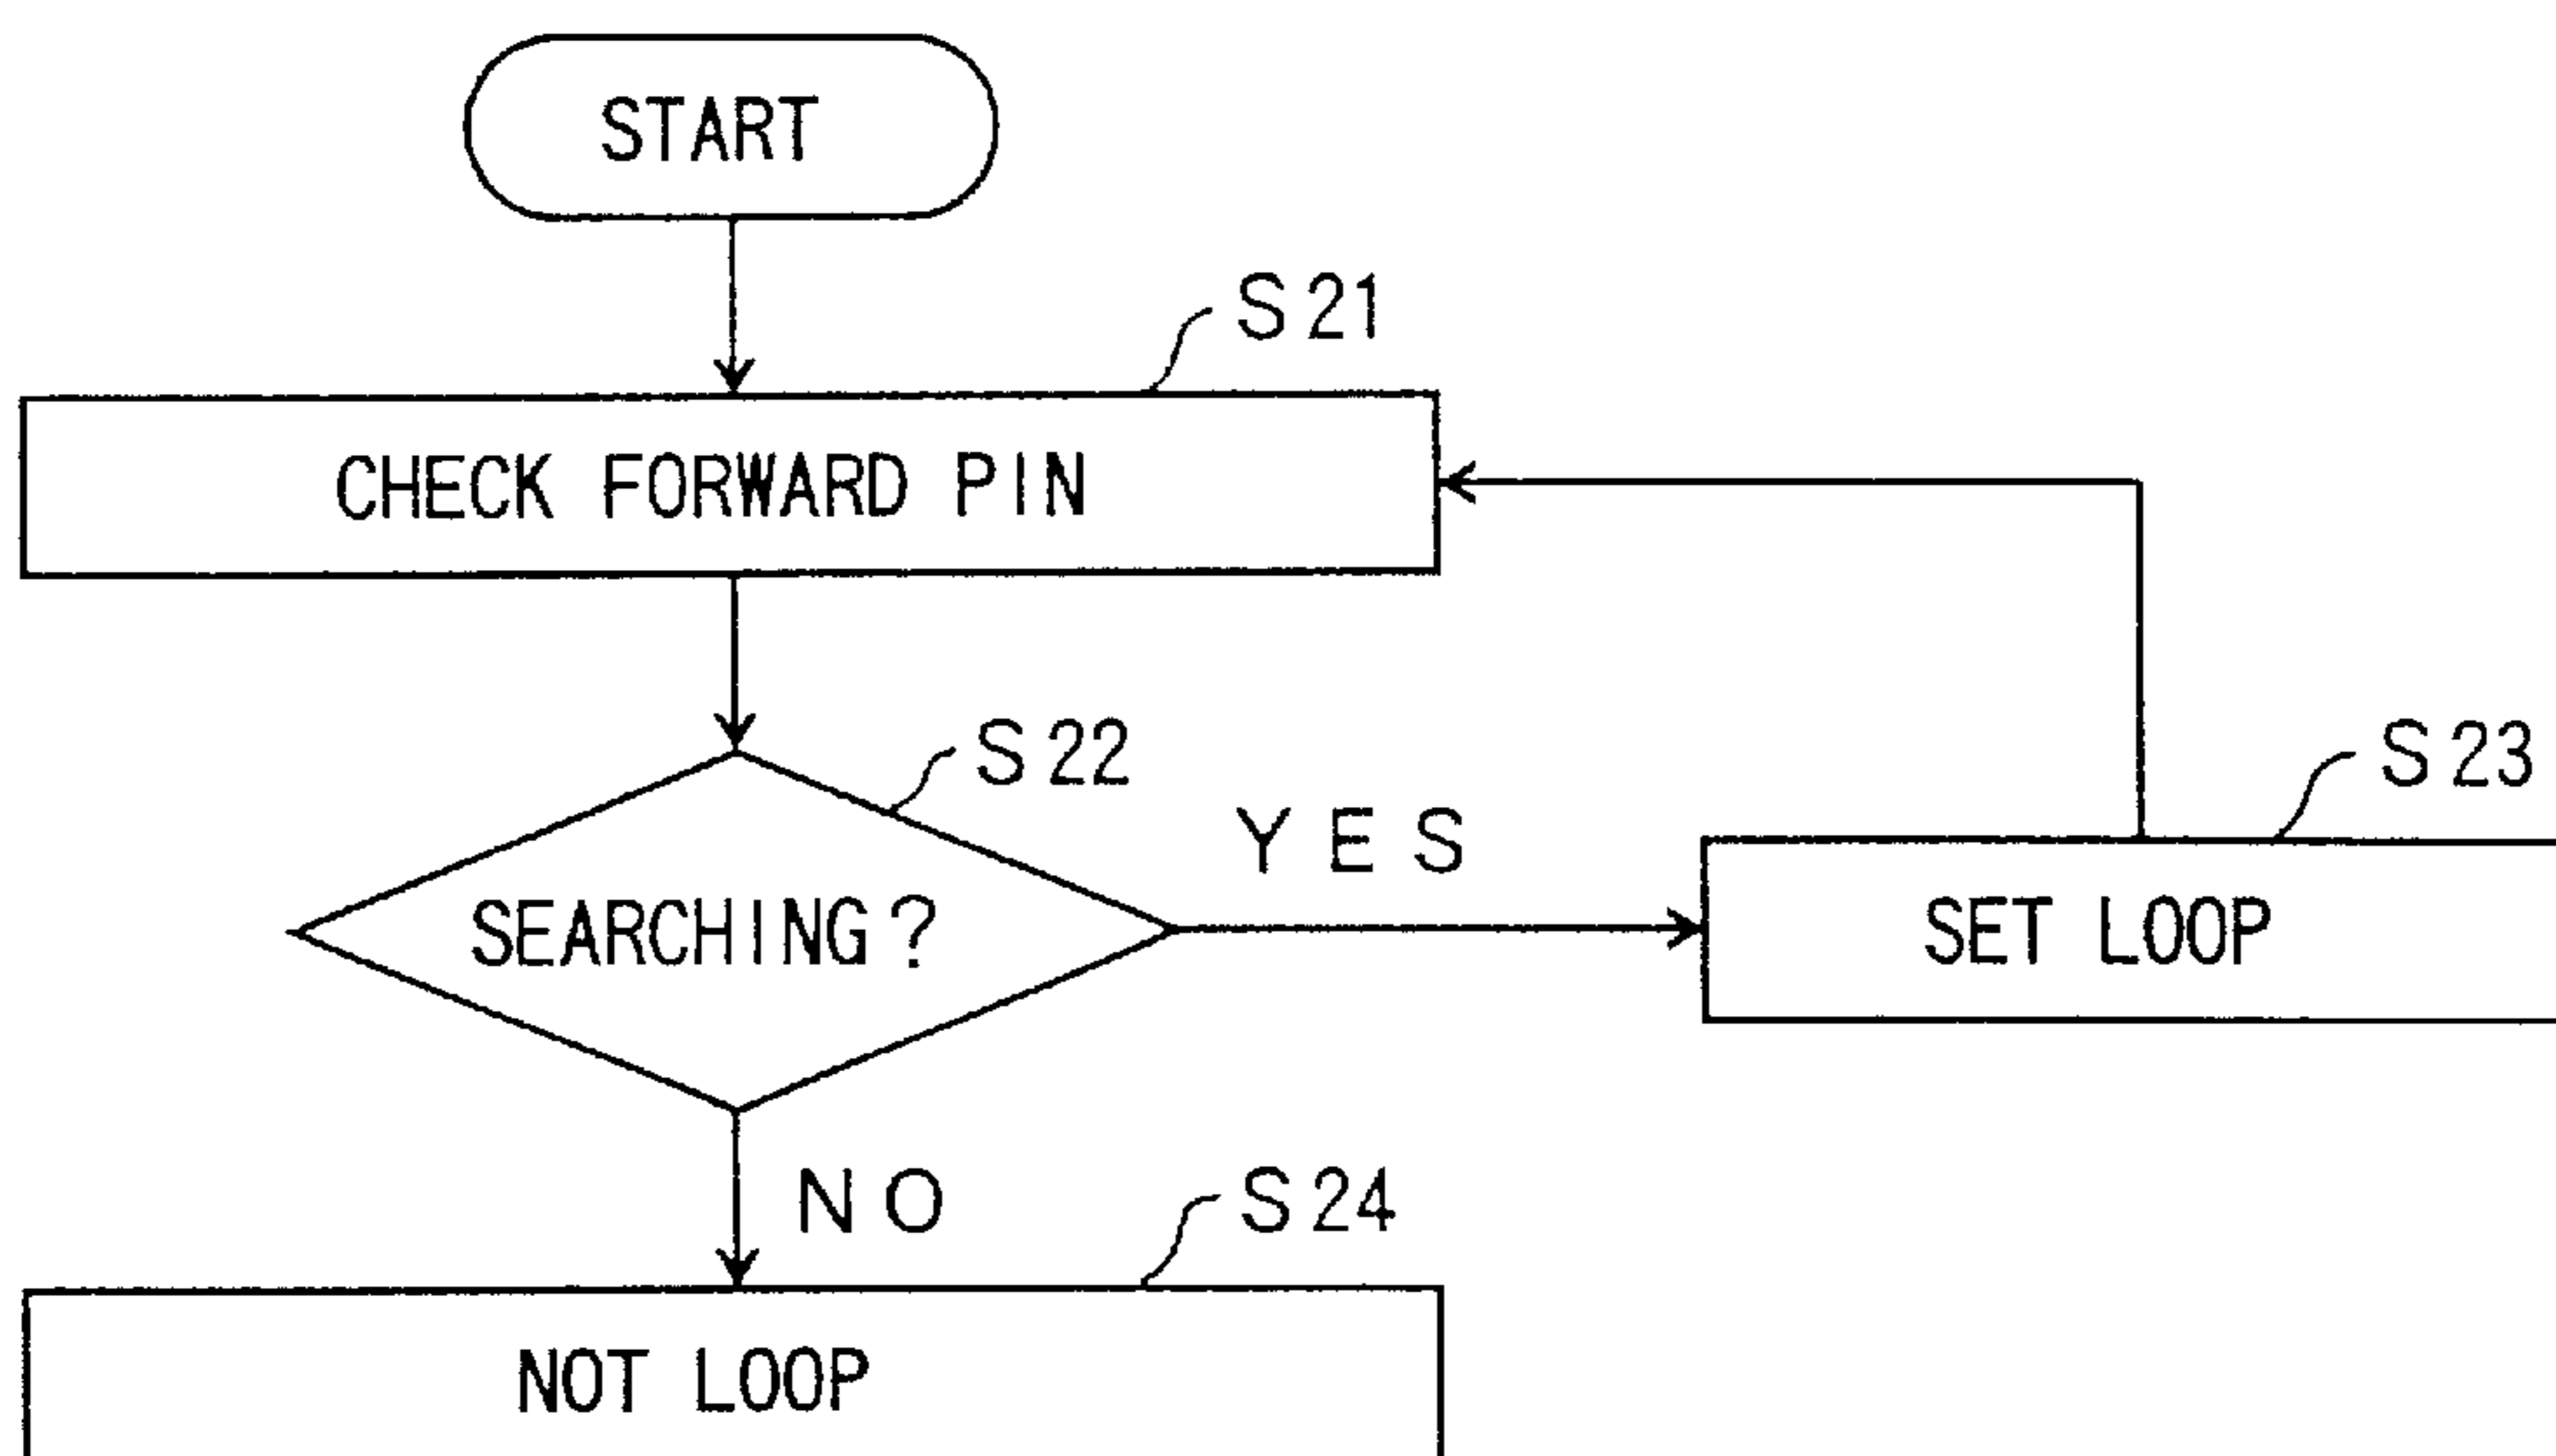 START
S21
CHECK FORWARD PIN
S22
S23
YES
SEARCHING?
SET LOOP
NO
S24
NOT LOOP